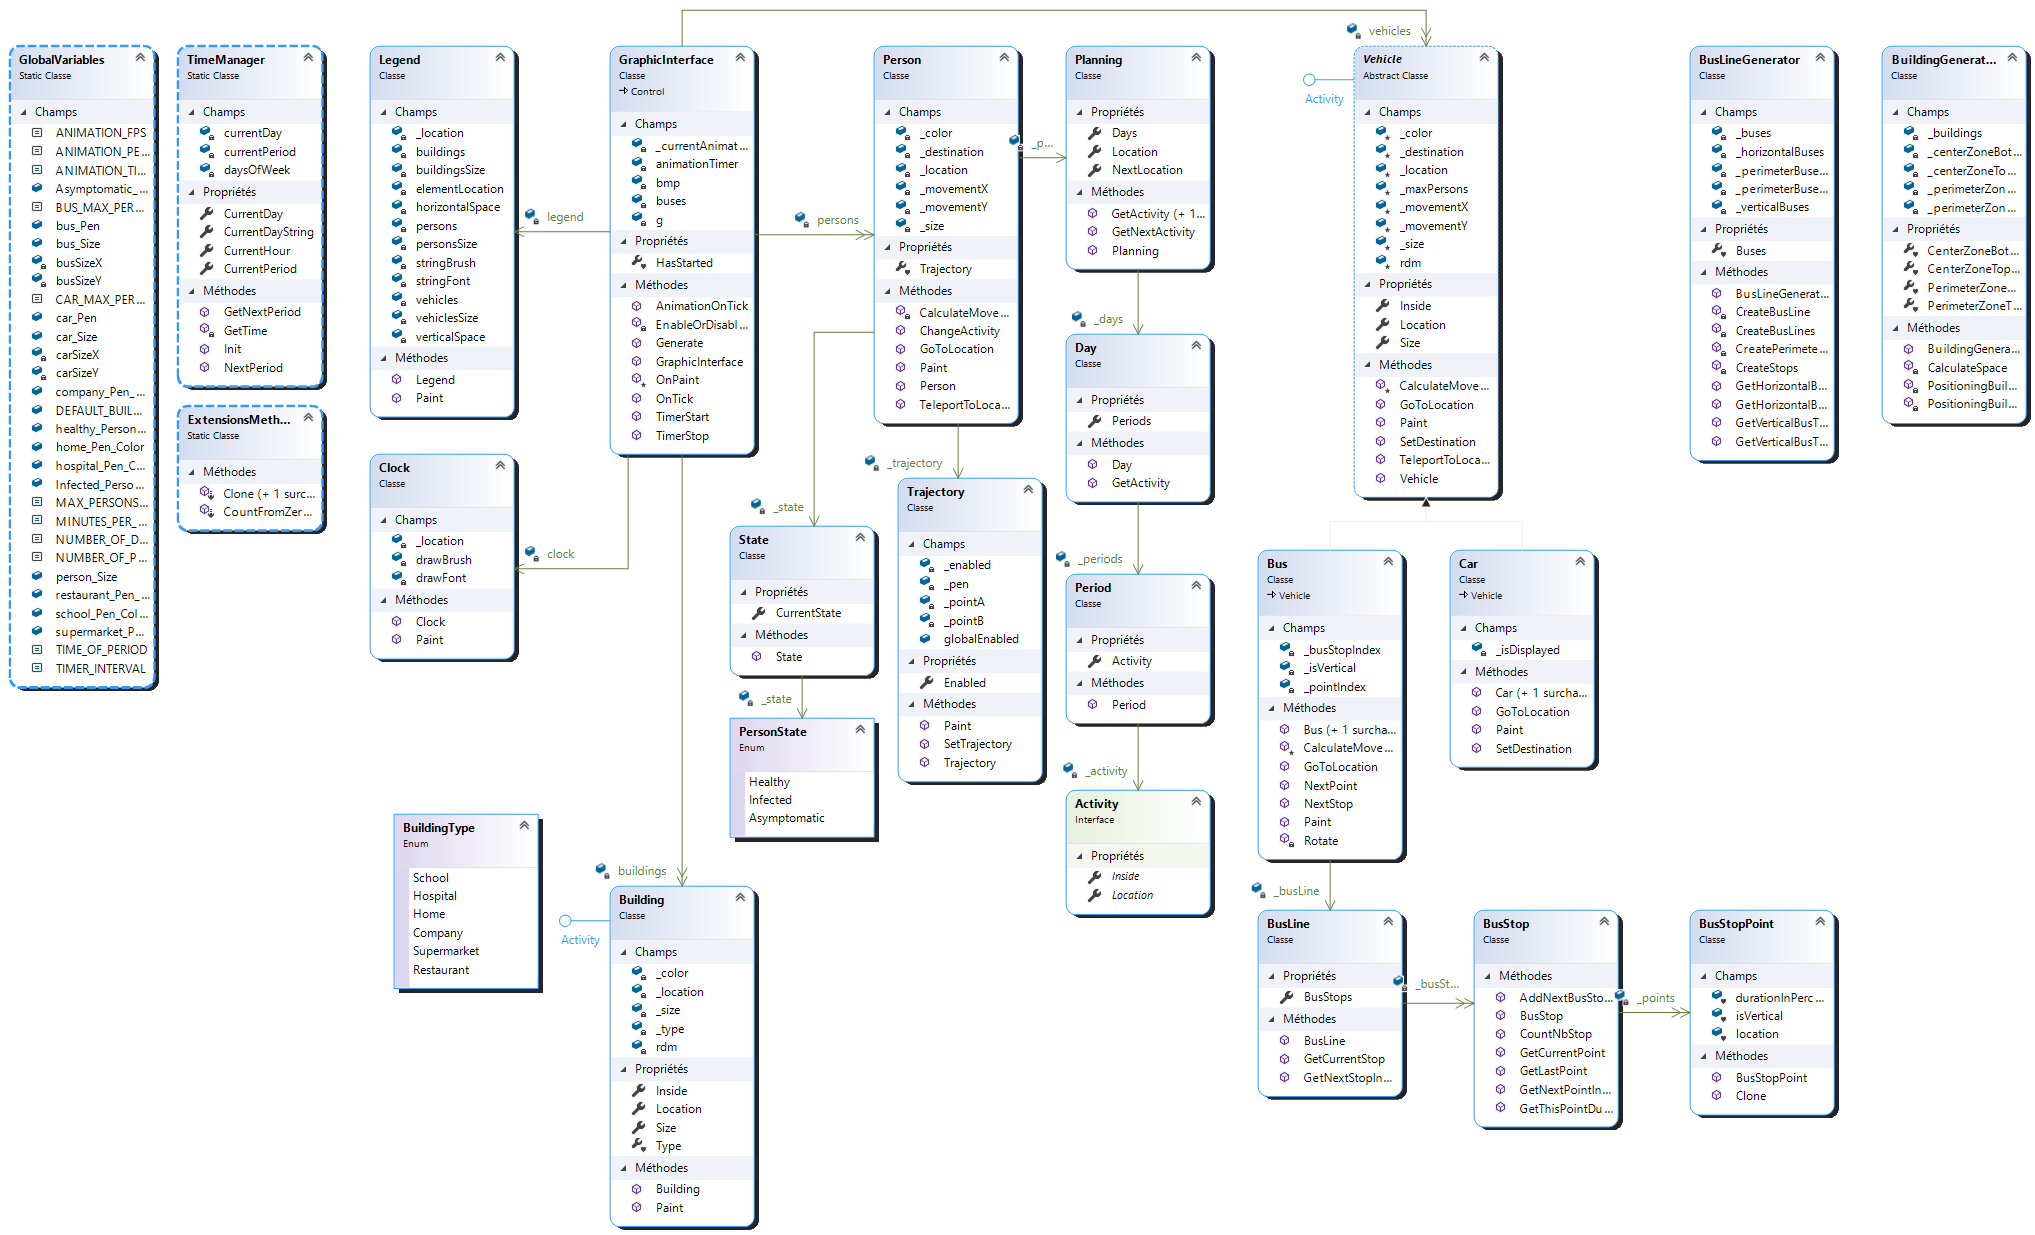 GlobalVariables
Static Classe
Champs
ANIMATION_FPS
ANIMATION_PE...
ANIMATION_TI...
Asymptomatic_...
BUS_MAX_PER...
bus_Pen
bus_Size
busSizeX
busSizeY
CAR_MAX_PER...
car_Pen
car_Size
carSizeX
carSizeY
company_Pen_...
DEFAULT_BUIL...
healthy_Person...
home_Pen_Color
hospital_Pen_C...
Infected_Perso...
MAX_PERSONS...
MINUTES_PER_...
NUMBER_OF_D...
NUMBER_OF_P...
person_Size
restaurant_Pen_...
school_Pen_Col...
supermarket_P...
TIME_OF_PERIOD
TIMER_INTERVAL
TimeManager
Static Classe
Champs
currentDay
currentPeriod
daysOfWeek
Propriétés
CurrentDay
CurrentDayString
CurrentHour
CurrentPeriod
Méthodes
GetNextPeriod
GetTime
Init
NextPeriod
ExtensionsMeth...
Static Classe
Méthodes
Clone (+ 1 surc...
CountFromZer...
Legend
Classe
Champs
_location
buildings
buildingsSize
elementLocation
horizontalSpace
persons
personsSize
stringBrush
stringFont
vehicles
vehiclesSize
verticalSpace
Méthodes
Legend
Paint
Clock
Classe
Champs
_location
drawBrush
drawFont
Méthodes
Clock
Paint
BuildingType
Enum
School
Hospital
Home
Company
Supermarket
Restaurant
legend
clock
GraphicInterface
Classe
Control
Champs
_currentAnimat...
animationTimer
bmp
buses
g
Propriétés
HasStarted
Méthodes
AnimationOnTick
EnableOrDisabl...
Generate
GraphicInterface
OnPaint
OnTick
TimerStart
TimerStop
buildings
Activity
Building
Classe
Champs
_color
_location
_size
_type
rdm
Propriétés
Inside
Location
Size
Type
Méthodes
Building
Paint
persons
Person
Classe
Champs
_color
_destination
_location
_movementX
_movementY
_size
Propriétés
Trajectory
Méthodes
CalculateMove...
ChangeActivity
GoToLocation
Paint
Person
TeleportToLoca...
_state
State
Classe
Propriétés
CurrentState
Méthodes
State
_state
PersonState
Enum
Healthy
Infected
Asymptomatic
_trajectory
Trajectory
Classe
Champs
_enabled
_pen
_pointA
_pointB
globalEnabled
Propriétés
Enabled
Méthodes
Paint
SetTrajectory
Trajectory
_p...
Planning
Classe
Propriétés
Days
Location
NextLocation
Méthodes
GetActivity (+ 1...
GetNextActivity
Planning
_days
Day
Classe
Propriétés
Periods
Méthodes
Day
GetActivity
_periods
Period
Classe
Propriétés
Activity
Méthodes
Period
_activity
Activity
Interface
Propriétés
Inside
Location
vehicles
Activity
Vehicle
Abstract Classe
Champs
_color
_destination
_location
_maxPersons
_movementX
_movementY
_size
rdm
Propriétés
Inside
Location
Size
Méthodes
CalculateMove...
GoToLocation
Paint
SetDestination
TeleportToLoca...
Vehicle
Bus
Classe
Vehicle
Champs
_busStopIndex
_isVertical
_pointIndex
Méthodes
Bus (+ 1 surcha...
CalculateMove...
GoToLocation
NextPoint
NextStop
Paint
Rotate
Car
Classe
Vehicle
Champs
_isDisplayed
Méthodes
Car (+ 1 surcha...
GoToLocation
Paint
SetDestination
_busLine
BusLine
Classe
Propriétés
BusStops
Méthodes
BusLine
GetCurrentStop
GetNextStopIn...
_busSt...
BusStop
Classe
Méthodes
AddNextBusSto...
BusStop
CountNbStop
GetCurrentPoint
GetLastPoint
GetNextPointIn...
GetThisPointDu...
_points
BusStopPoint
Classe
Champs
durationInPerc...
isVertical
location
Méthodes
BusStopPoint
Clone
BusLineGenerator
Classe
Champs
_buses
_horizontalBuses
_perimeterBuse...
_perimeterBuse...
_verticalBuses
Propriétés
Buses
Méthodes
BusLineGenerat...
CreateBusLine
CreateBusLines
CreatePerimete...
CreateStops
GetHorizontalB...
GetHorizontalB...
GetVerticalBusT...
GetVerticalBusT...
BuildingGenerat...
Classe
Champs
_buildings
_centerZoneBot...
_centerZoneTo...
_perimeterZon...
_perimeterZon...
Propriétés
CenterZoneBot...
CenterZoneTop...
PerimeterZone...
PerimeterZoneT...
Méthodes
BuildingGenera...
CalculateSpace
PositioningBuil...
PositioningBuil...